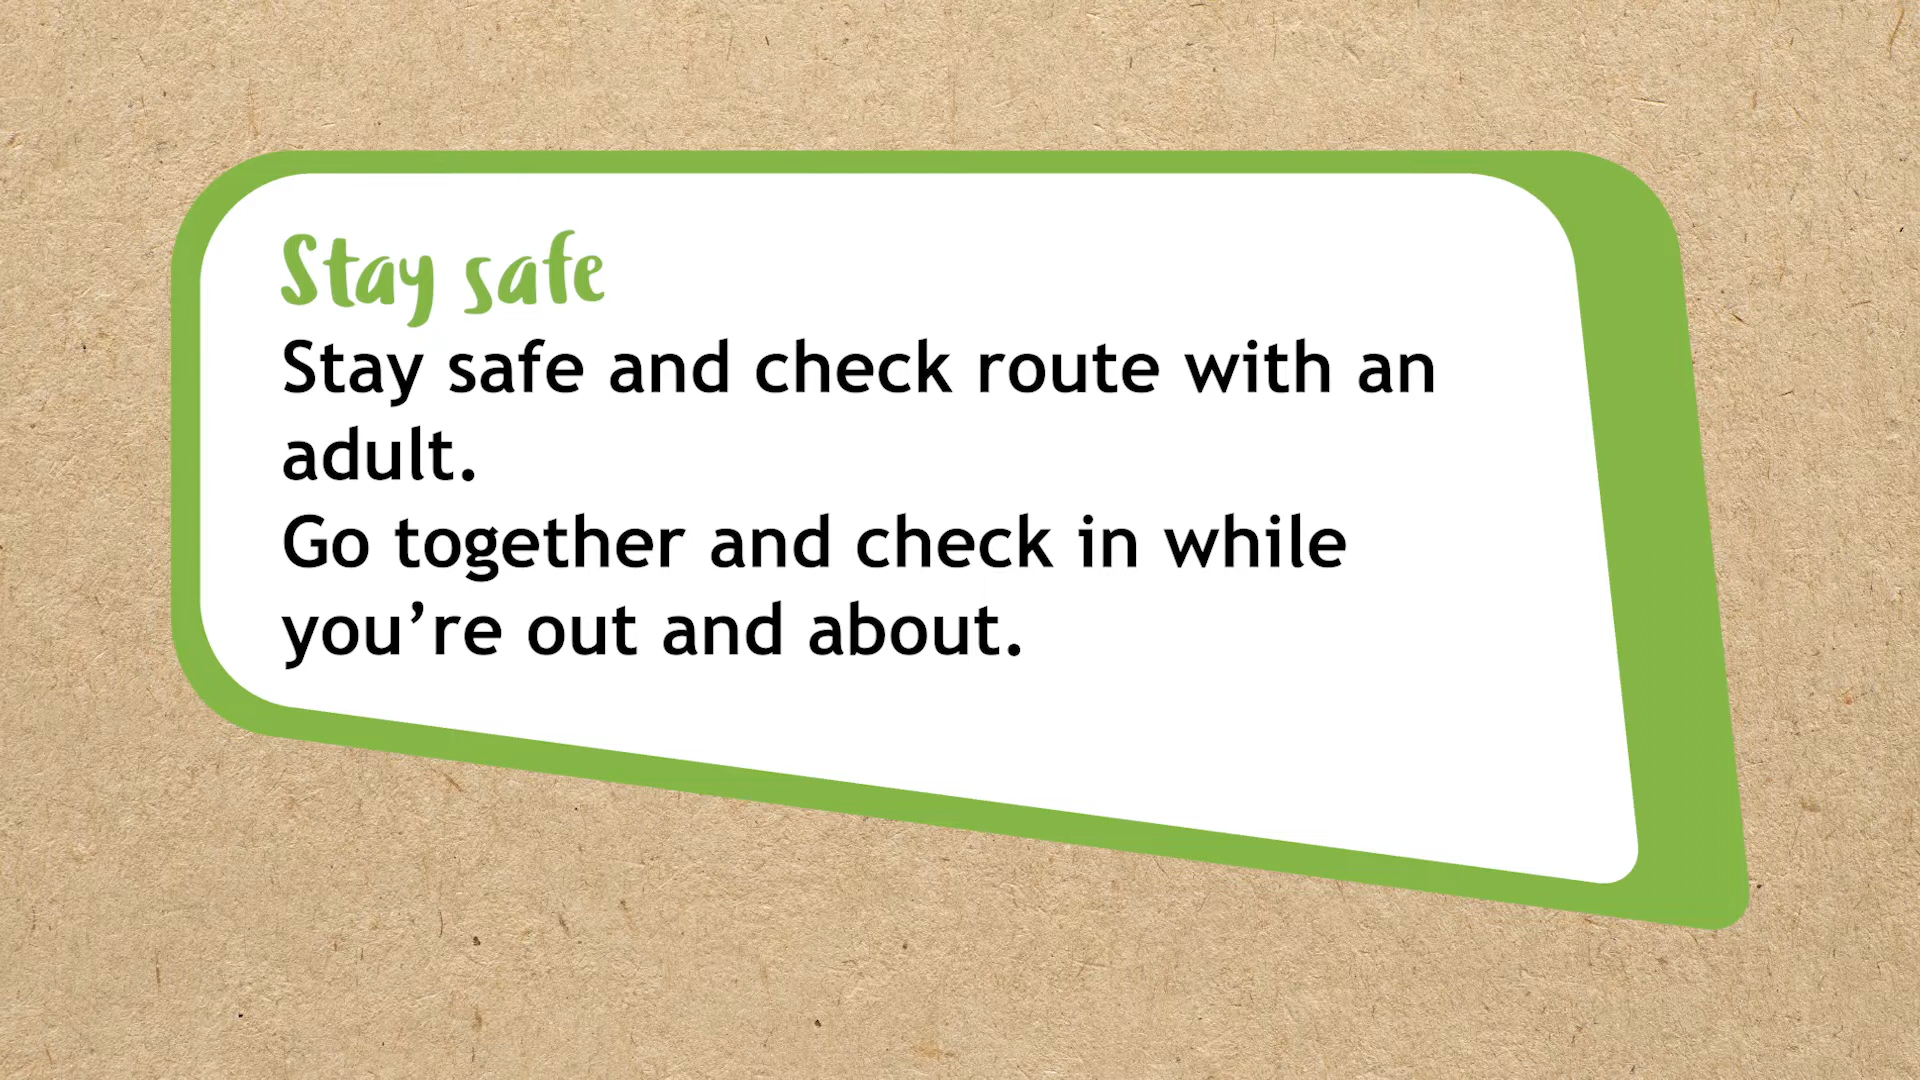 Stay safe
Stay safe and check route with an
adult.
Go together and check in while
you’re out and about.